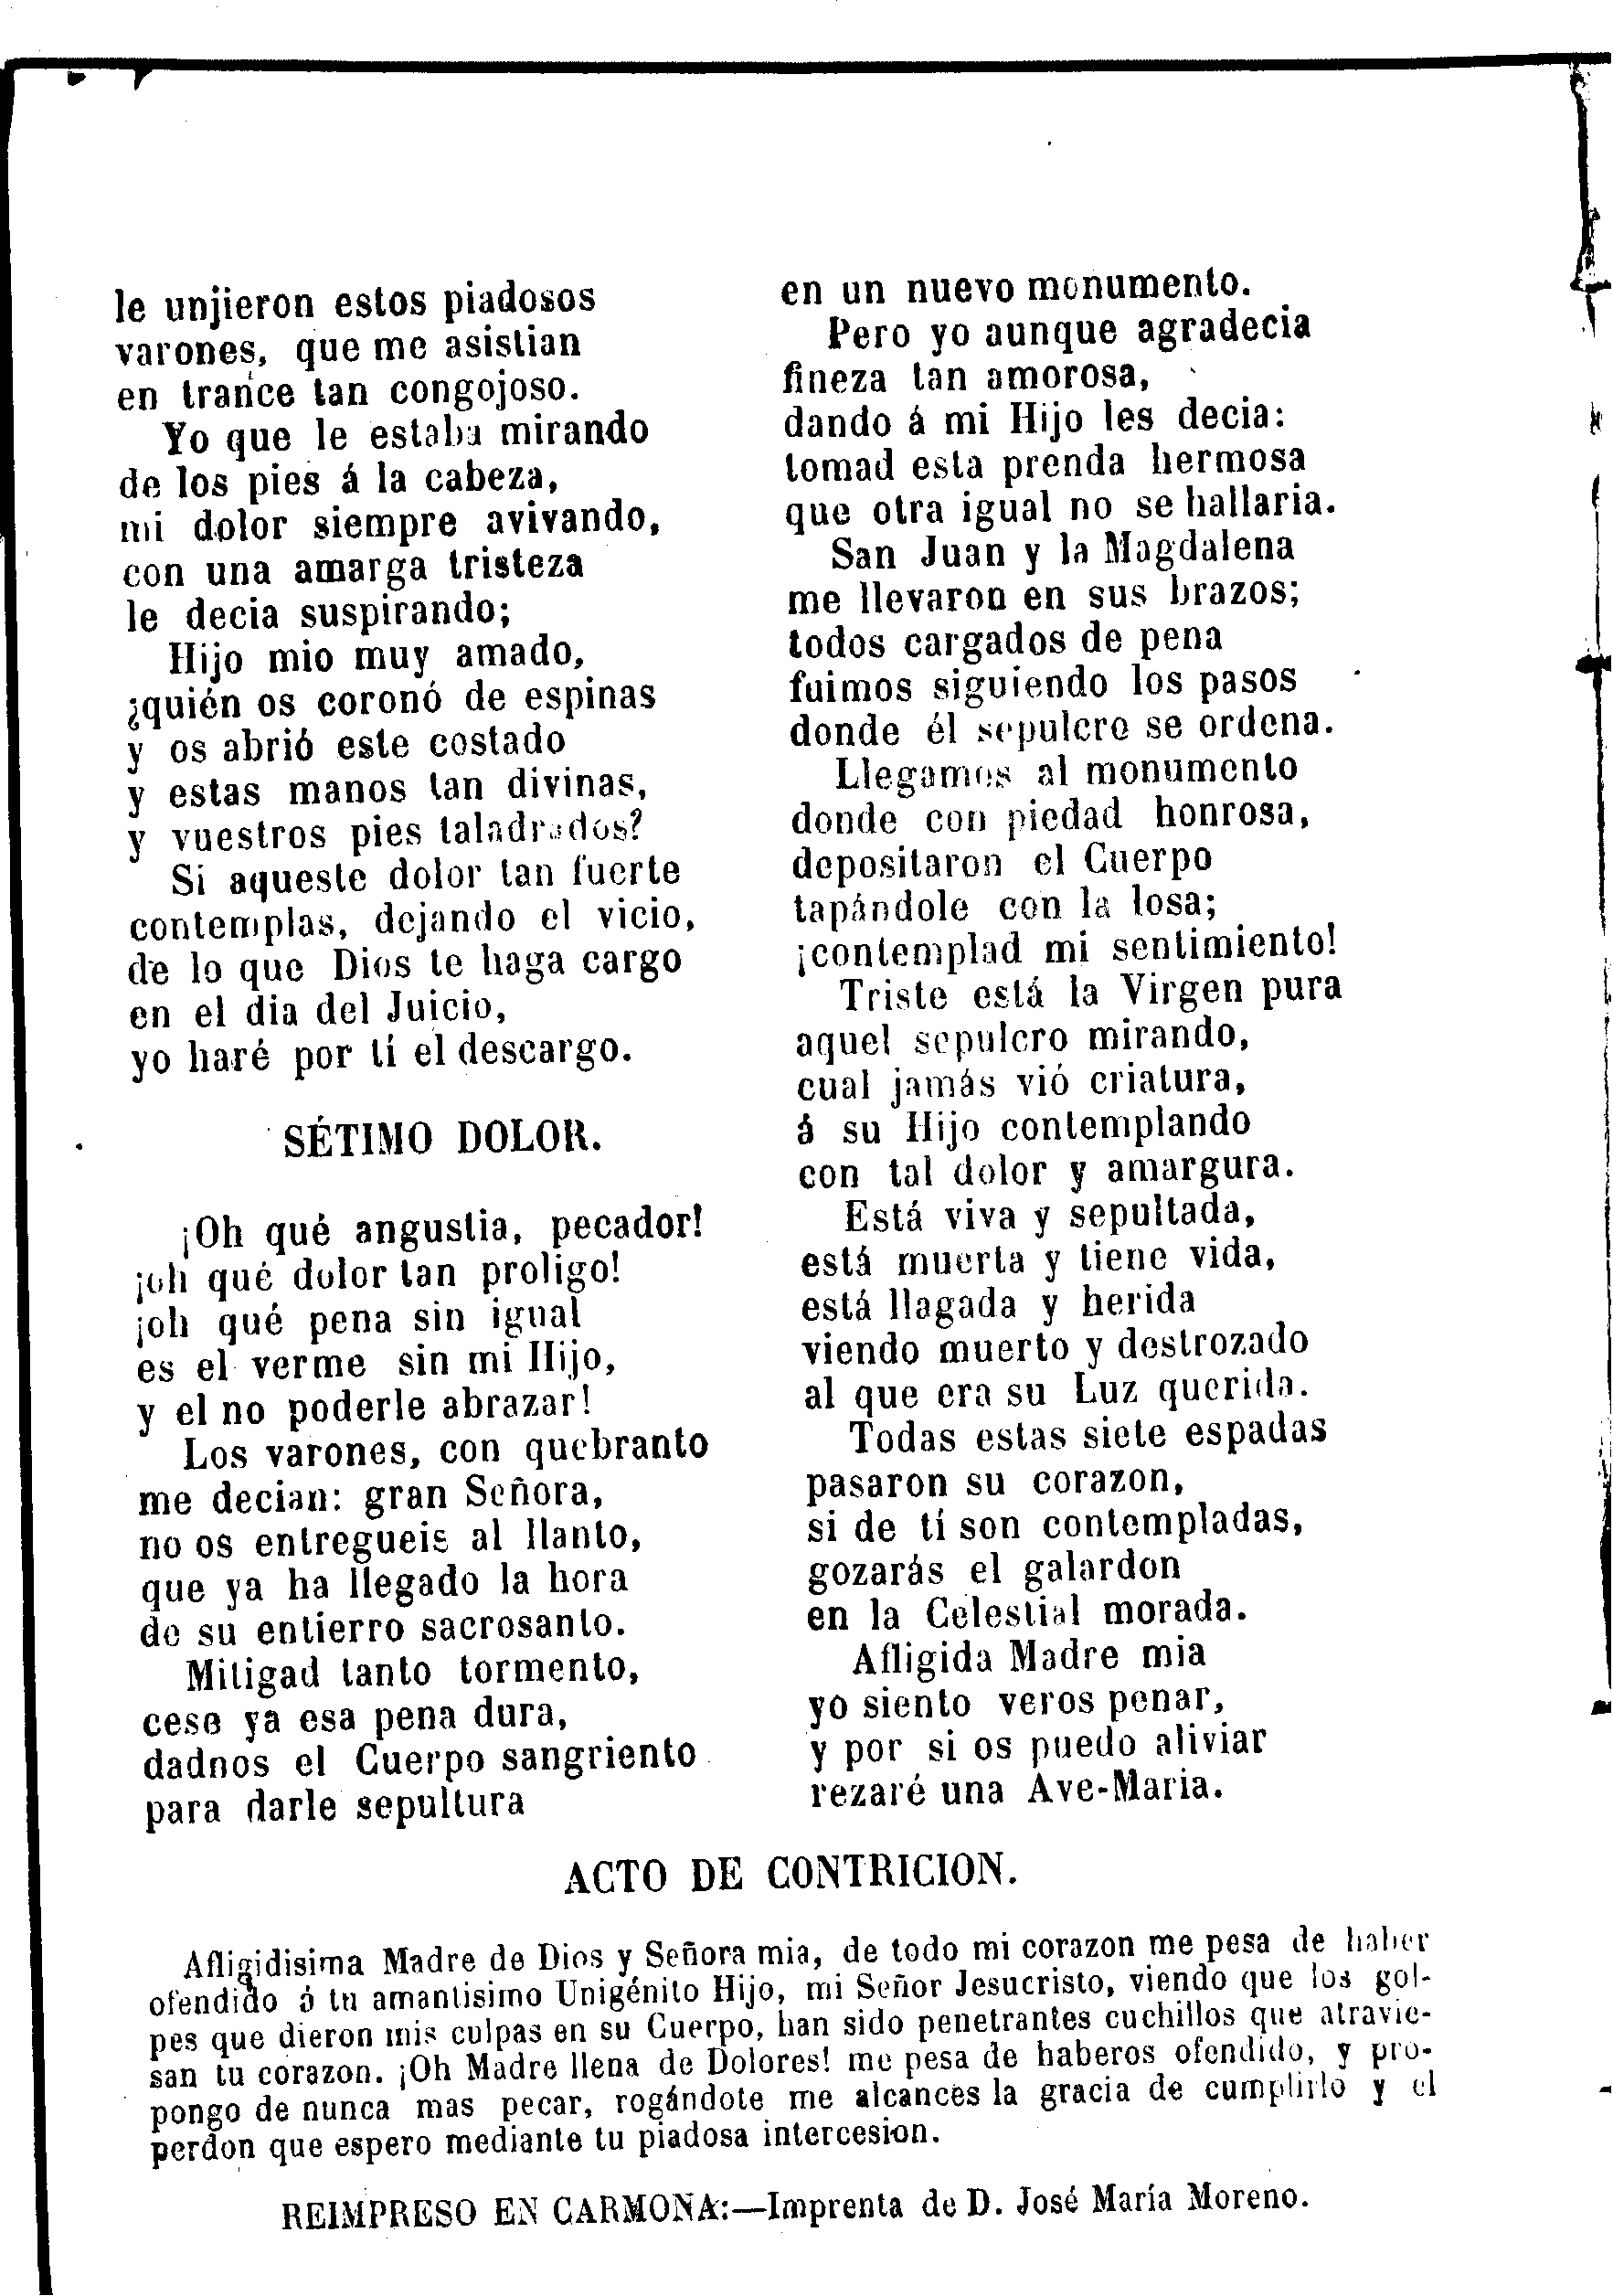 le unjieron estos piadosos
varones, que me asistian
en trance tan congojoso.
Yo que le estaba mirando
de los pies á la cabeza,
mi dolor siempre avivando,
con una amarga tristeza
le decia suspirando;
Hijo mio muy amado,
¿quién os coronó de espinas
y os abrió este costado
y estas manos tan divinas,
y vuestros pies taladrados?
Si aqueste dolor tan fuerte
contemplas, dejando el vicio,
de lo que Dios te haga cargo
en el dia del Juicio,
yo haré por tí el descargo.
SÉTIMO DOLOR.
¡Oh qué angustia, pecador!
¡oh qué dolor tan proligo!
¡oh qué pena sin igual
es el verme sin mi Hijo,
y el no poderle abrazar!
Los varones, con quebranto
me decian: gran Señora,
no os entregueis al llanto,
que ya ha llegado la hora
de su entierro sacrosanto.
Mitigad tanto tormento,
cese ya esa pena dura,
dadnos el Cuerpo sangriento
para darle sepultura
en un nuevo monumento.
Pero yo aunque agradecia
fineza tan amorosa,
dando á mi Hijo les decia:
tomad esta prenda hermosa
que otra igual no se hallaria.
San Juan y la Magdalena
me llevaron en sus brazos;
todos cargados de pena
fuimos siguiendo los pasos
donde él sepulcro se ordena.
Llegamos al monumento
donde con piedad honrosa,
depositaron el Cuerpo
tapándole con la losa;
¡contemplad mi sentimiento!
Triste está la Virgen pura
aquel sepulcro mirando,
cual jamás vió criatura,
á su Hijo contemplando
con tal dolor y amargura.
Está viva y sepultada,
está muerta y tiene vida,
está llagada y herida
viendo muerto y destrozado
al que era su Luz querida.
Todas estas siete espadas
pasaron su corazon,
si de tí son contempladas,
gozarás el galardon
en la Celestial morada.
Afligida Madre mia
yo siento veros penar,
y por si os puedo aliviar
rezaré una Ave-Maria.
ACTO DE CONTRICION.
Afligidisima Madre de Dios y Señora mia, de todo mi corazon me pesa de haber
ofendido á tu amantisimo Unigénito Hijo, mi Señor Jesucristo, viendo que los gol-
pes que dieron mis culpas en su Cuerpo, han sido penetrantes cuchillos que atravie-
san tu corazon. ¡Oh Madre llena de Dolores! me pesa de haberos ofendido, y pro-
pongo de nunca mas pecar, rogándote me alcances la gracia de cumplirlo y el
perdon que espero mediante tu piadosa intercesion.
REIMPRESO EN CARMONA:—Imprenta de D. José María Moreno.